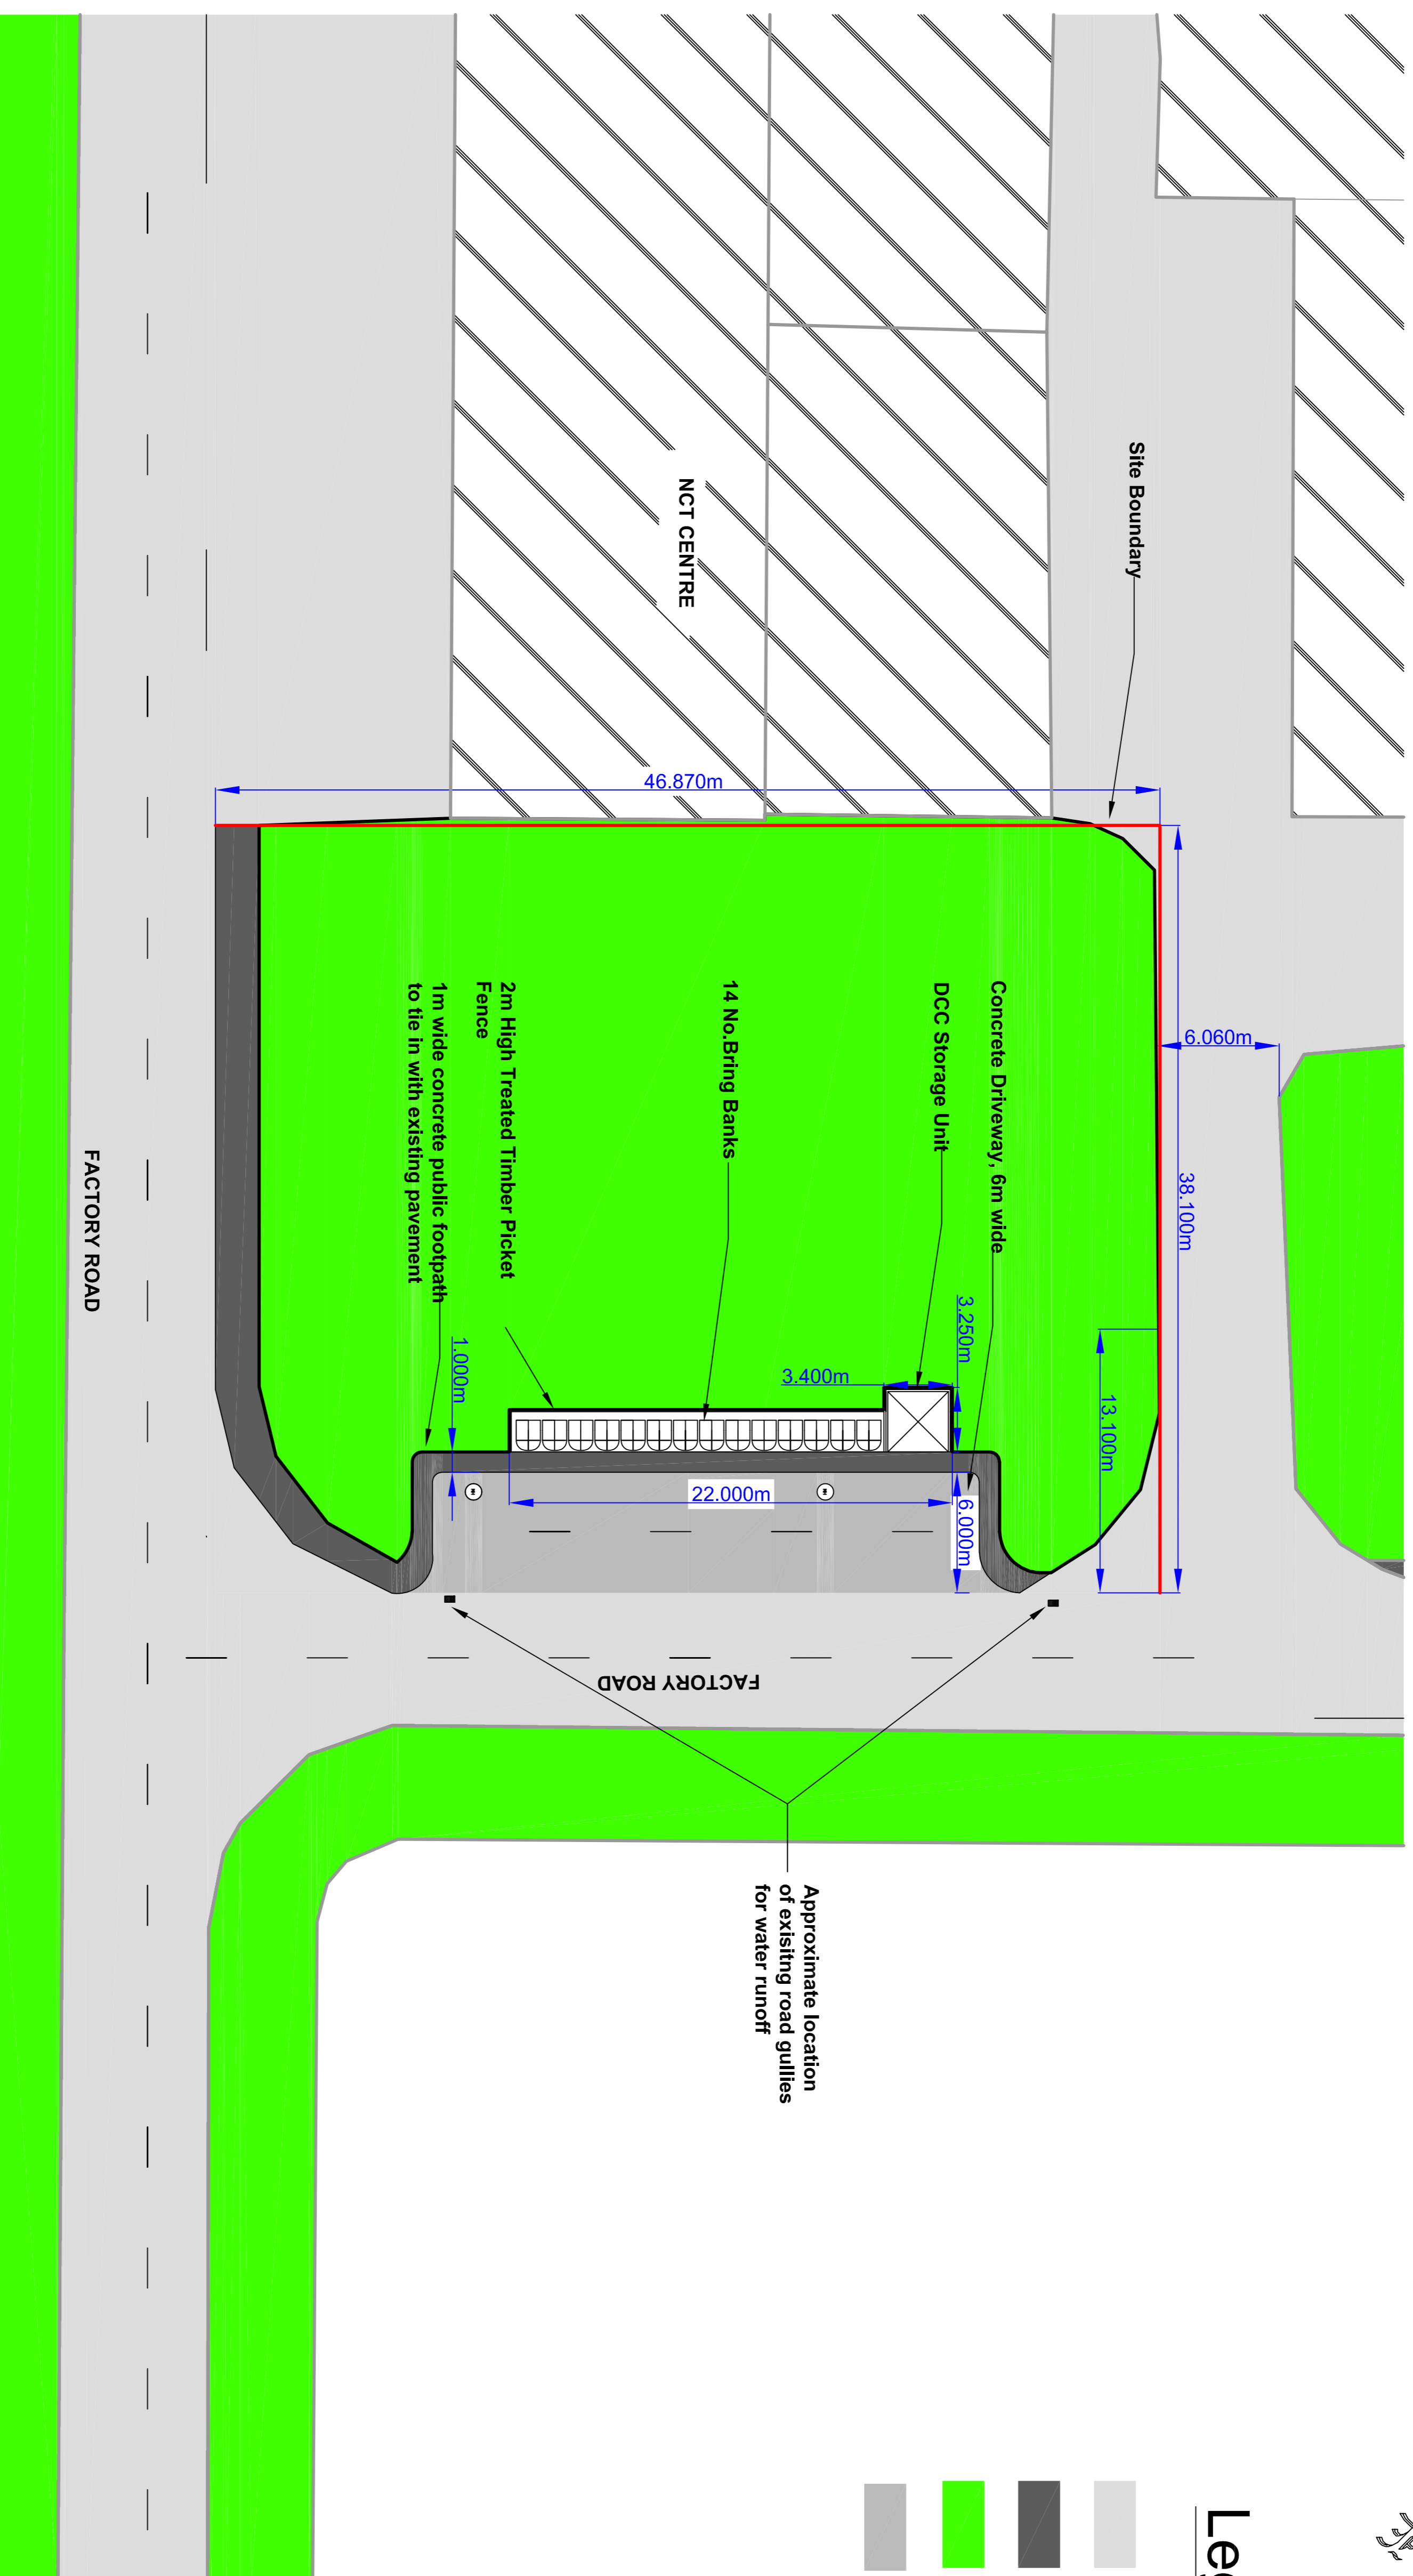 Site Boundary
NCT CENTRE
46.870m
38.100m
6.060m
Concrete Driveway, 6m wide
DCC Storage Unit
14 No.Bring Banks
2m High Treated Timber Picket
Fence
1m wide concrete public footpath
to tie in with existing pavement
FACTORY ROAD
3.250m
3.400m
1.000m
13.100m
22.000m
6.000m
FACTORY ROAD
Approximate location
of exisitng road gullies
for water runoff